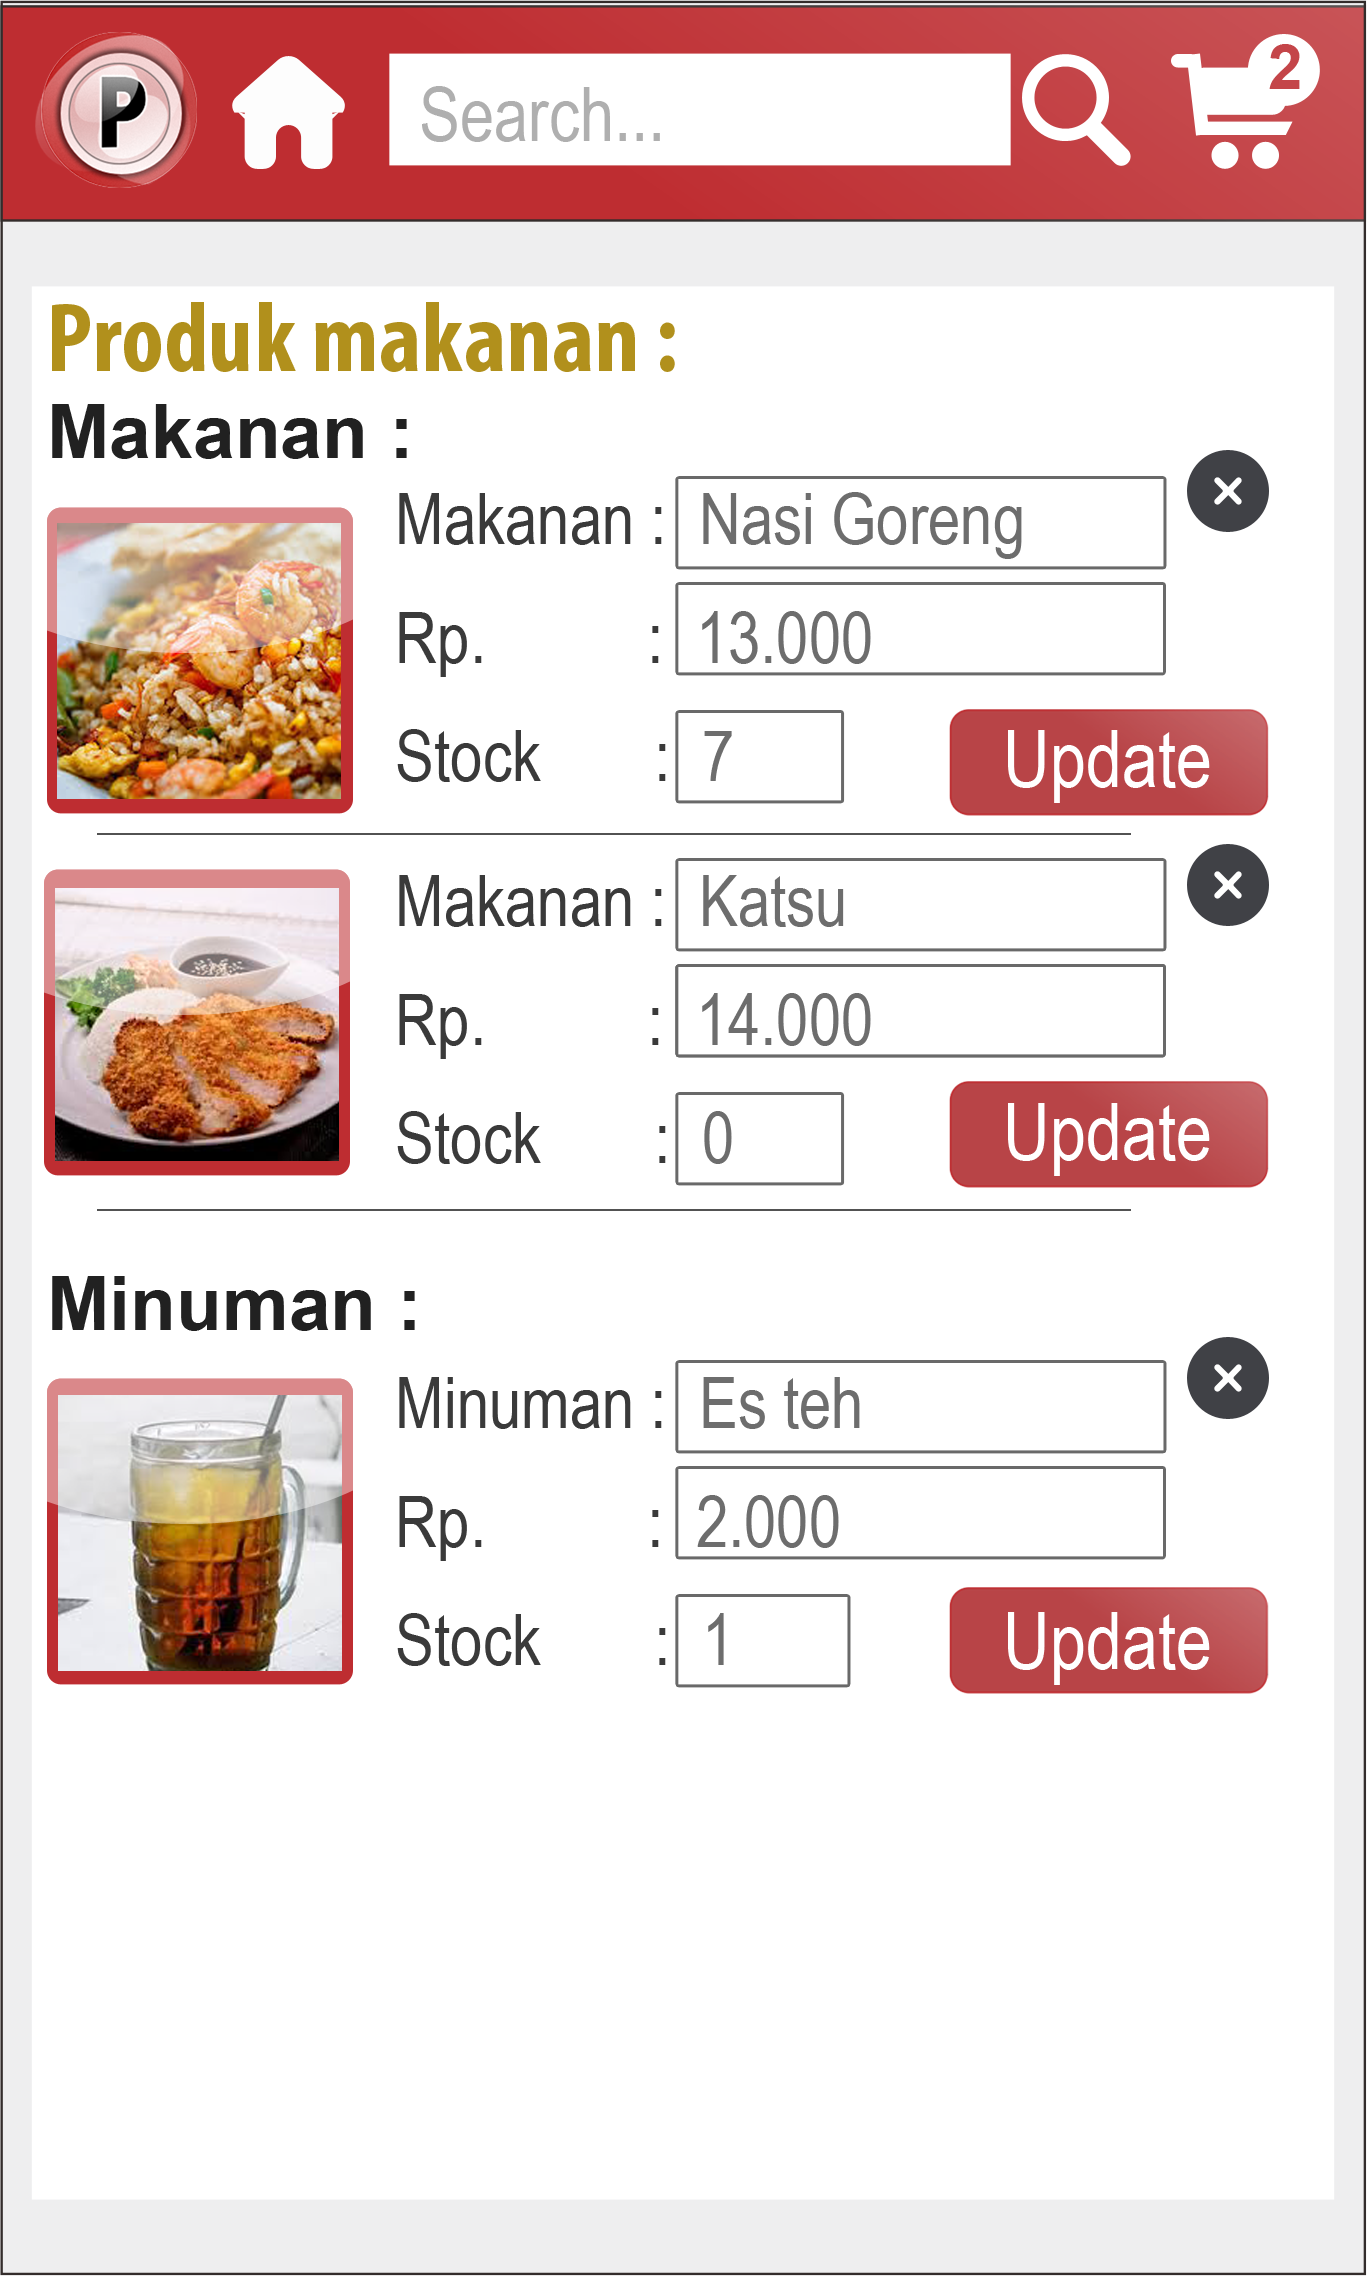 P
Search...
2
Produk makanan :
Makanan :
Makanan : Nasi Goreng
Rp. : 13.000
Stock : 7
Update
Makanan : Katsu
Rp. : 14.000
Stock : 0
Update
Minuman :
Minuman : Es teh
Rp. : 2.000
Stock : 1
Update